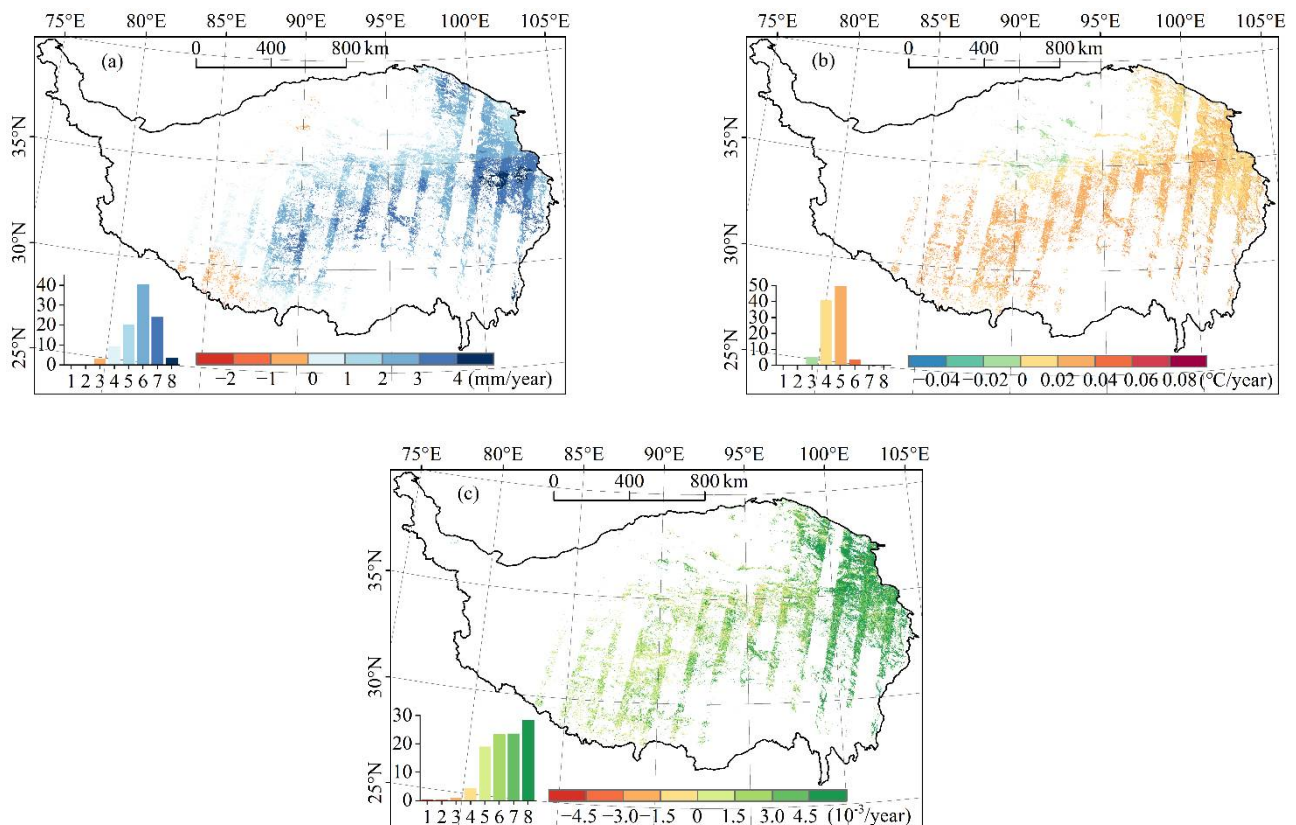 75°E 80°E 85°E 90°E 95°E 100°E 105°E
0 400 800 km
(a)
35°N
30°N
25°N
40
30
20
10
0
1 2 3 4 5 6 7 8
−2 −1 0 1 2 3 4 (mm/year)
75°E 80°E 85°E 90°E 95°E 100°E 105°E
0 400 800 km
(b)
35°N
30°N
25°N
50
40
30
20
10
0
1 2 3 4 5 6 7 8
−0.04 −0.02 0 0.02 0.04 0.06 0.08 (°C/year)
75°E 80°E 85°E 90°E 95°E 100°E 105°E
0 400 800 km
(c)
35°N
30°N
25°N
30
20
10
0
1 2 3 4 5 6 7 8
−4.5 −3.0 −1.5 0 1.5 3.0 4.5 (10⁻³/year)